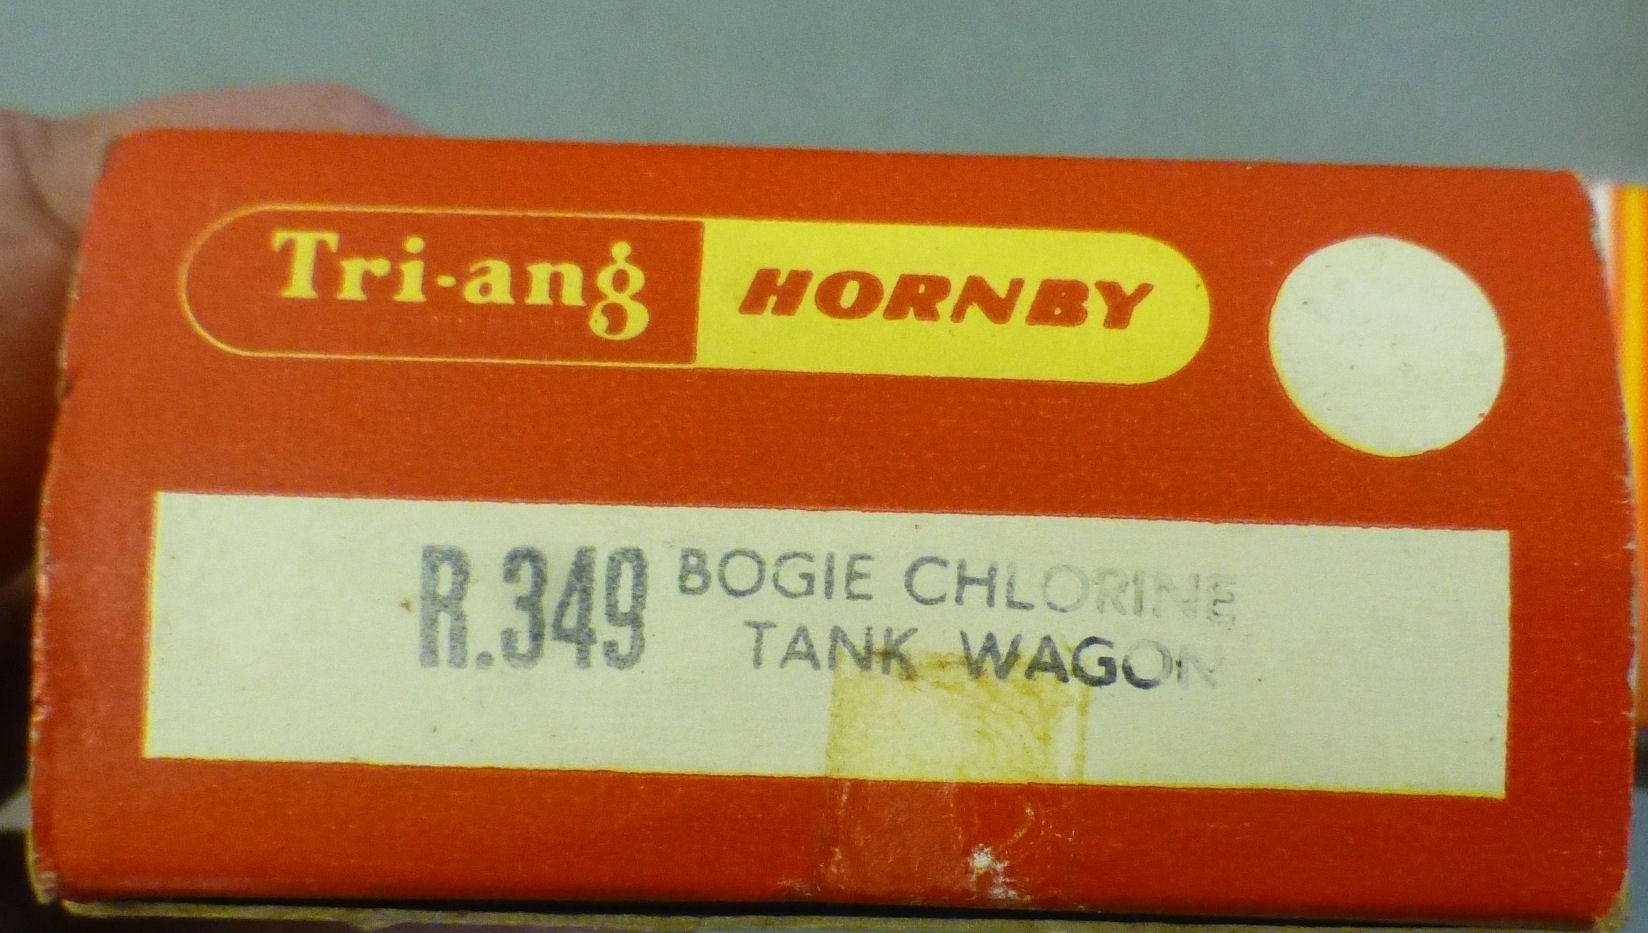 Tri-ang HORNBY
R.349 BOGIE CHLORINE
TANK WAGON